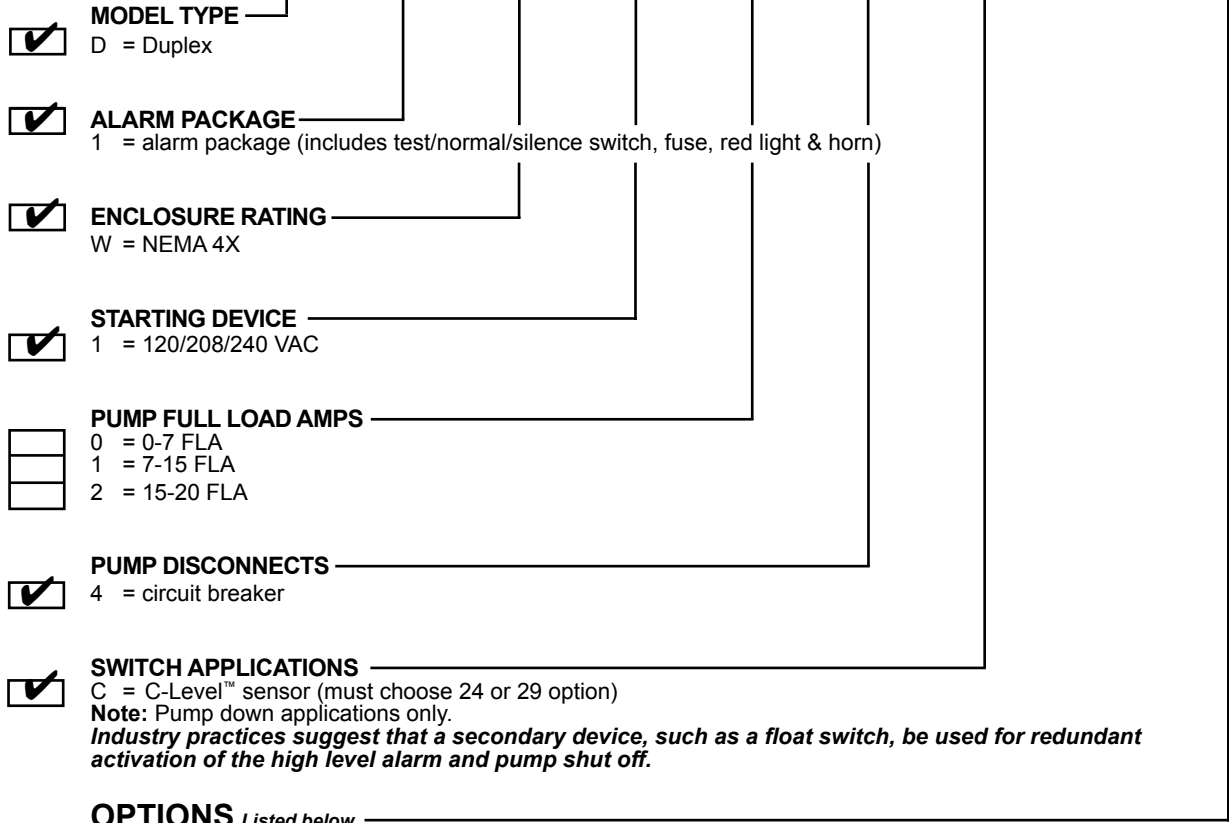 MODEL TYPE
D = Duplex
ALARM PACKAGE
1 = alarm package (includes test/normal/silence switch, fuse, red light & horn)
ENCLOSURE RATING
W = NEMA 4X
STARTING DEVICE
1 = 120/208/240 VAC
PUMP FULL LOAD AMPS
0 = 0-7 FLA
1 = 7-15 FLA
2 = 15-20 FLA
PUMP DISCONNECTS
4 = circuit breaker
SWITCH APPLICATIONS
C = C-Level™ sensor (must choose 24 or 29 option)
Note: Pump down applications only.
Industry practices suggest that a secondary device, such as a float switch, be used for redundant
activation of the high level alarm and pump shut off.
OPTIONS Listed below